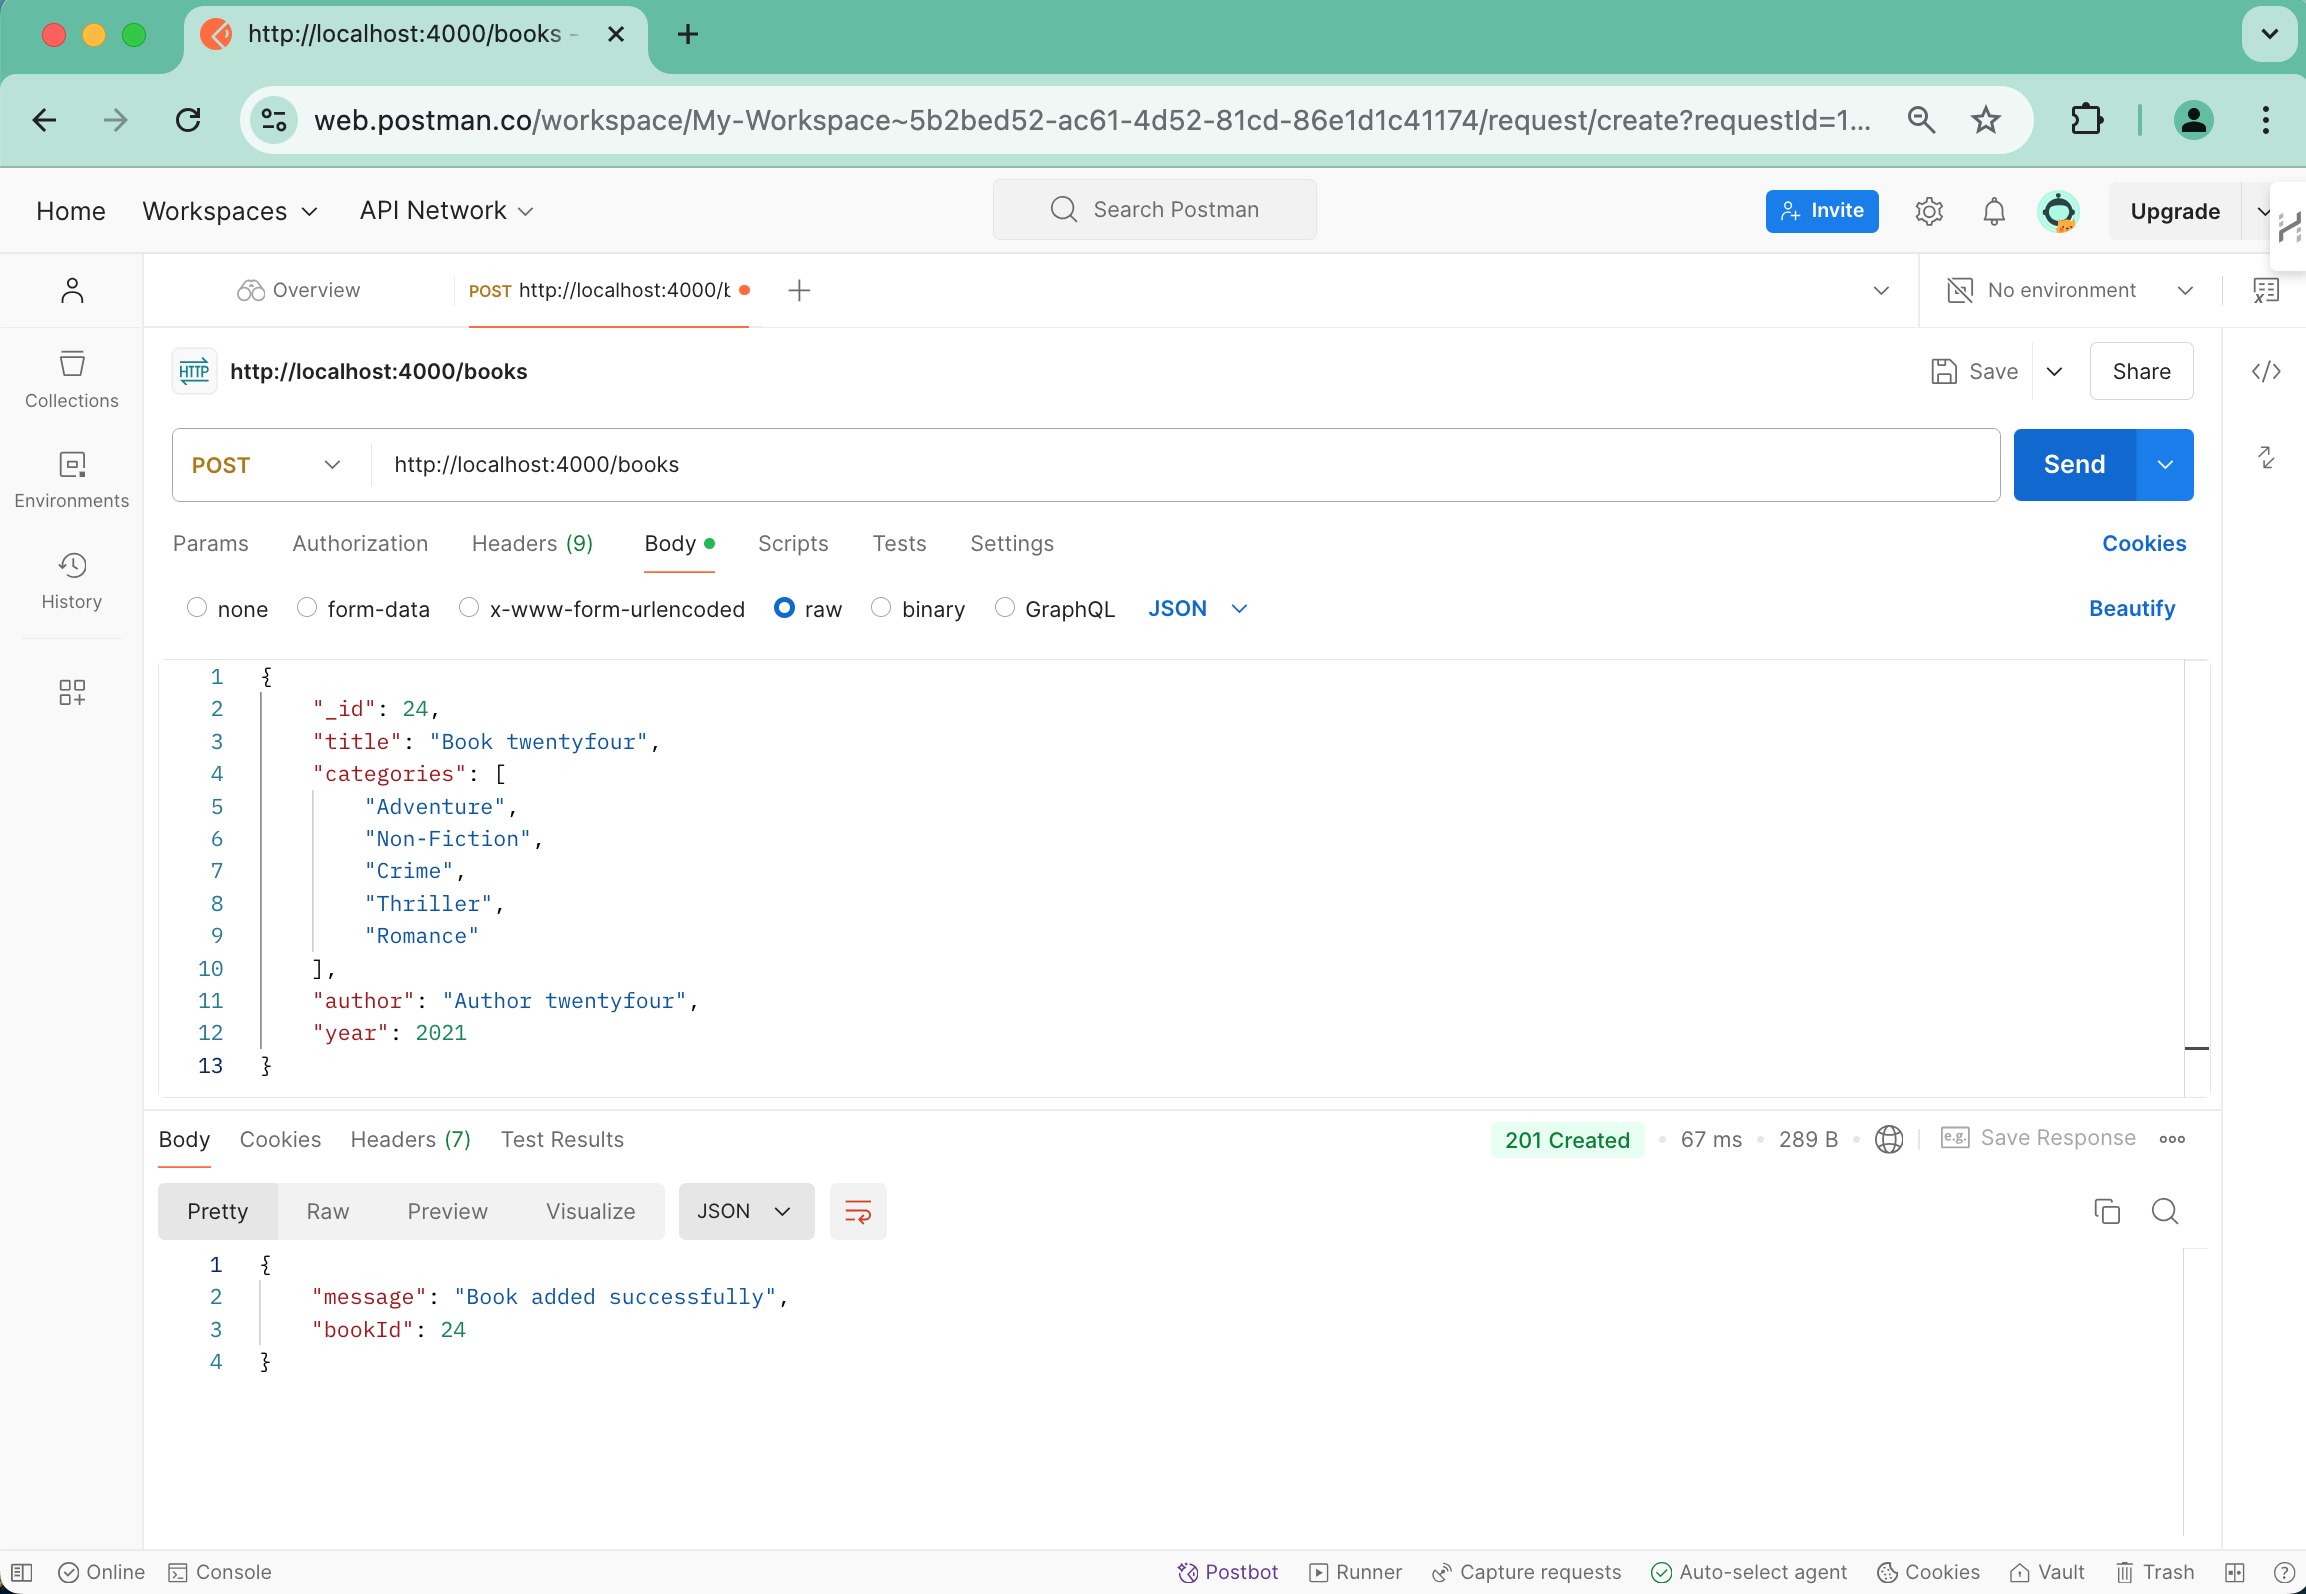 http://localhost:4000/books -
web.postman.co/workspace/My-Workspace~5b2bed52-ac61-4d52-81cd-86e1d1c41174/request/create?requestId=1...
Home Workspaces API Network Search Postman Invite Upgrade
Overview POST http://localhost:4000/b No environment
HTTP http://localhost:4000/books Save Share
Collections
POST http://localhost:4000/books Send
Environments
Params Authorization Headers (9) Body Scripts Tests Settings Cookies
History
none form-data x-www-form-urlencoded raw binary GraphQL JSON Beautify
1 {
2 "_id": 24,
3 "title": "Book twentyfour",
4 "categories": [
5 "Adventure",
6 "Non-Fiction",
7 "Crime",
8 "Thriller",
9 "Romance"
10 ],
11 "author": "Author twentyfour",
12 "year": 2021
13 }
Body Cookies Headers (7) Test Results 201 Created 67 ms 289 B e.g. Save Response
Pretty Raw Preview Visualize JSON
1 {
2 "message": "Book added successfully",
3 "bookId": 24
4 }
Online Console Postbot Runner Capture requests Auto-select agent Cookies Vault Trash